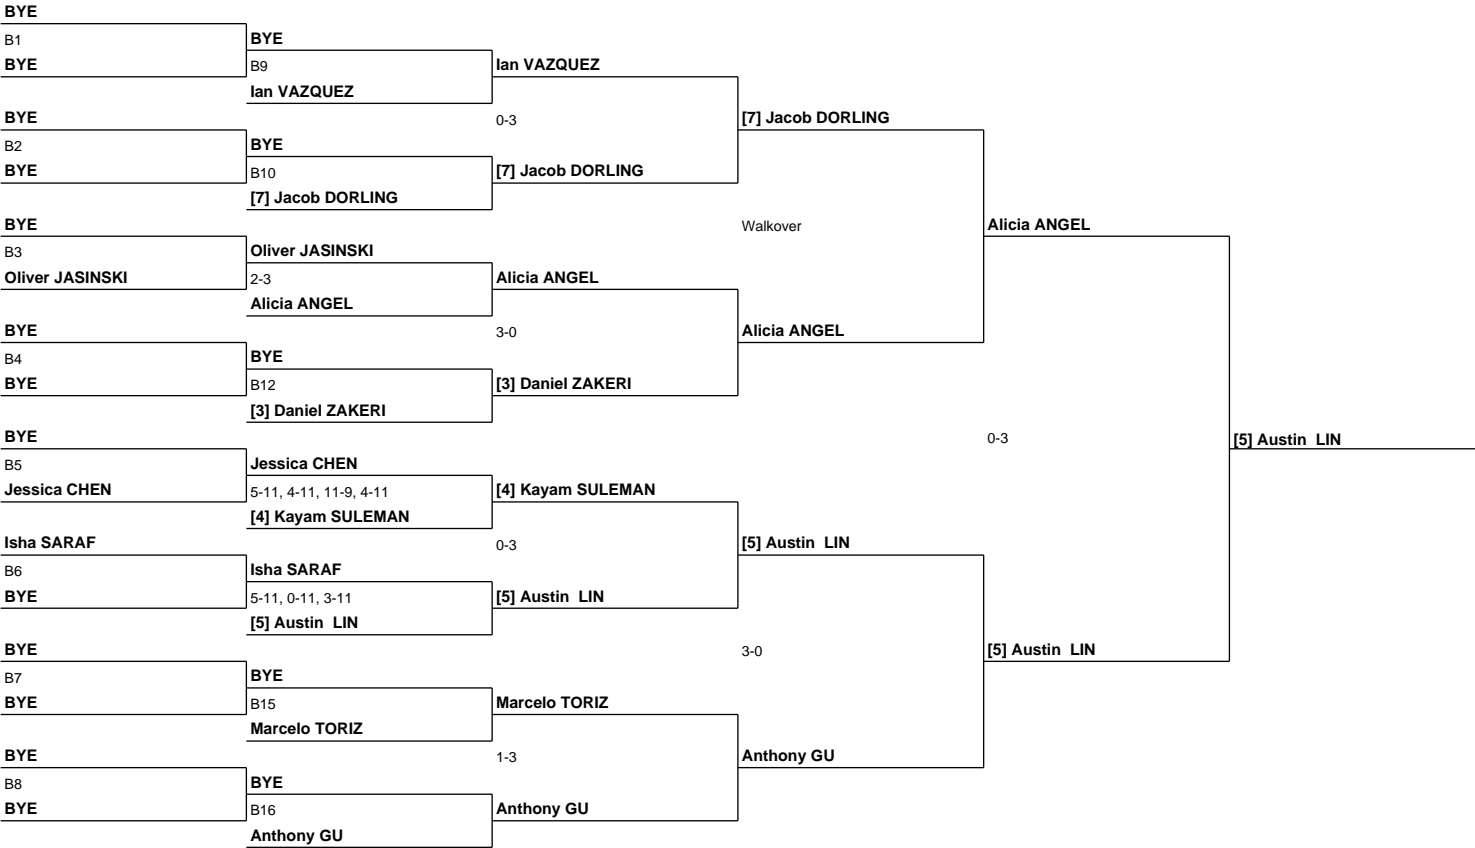 BYE
B1
BYE
BYE
B2
BYE
BYE
B3
Oliver JASINSKI
BYE
B4
BYE
BYE
B5
Jessica CHEN
Isha SARAF
B6
BYE
BYE
B7
BYE
BYE
B8
BYE
BYE
B9
Ian VAZQUEZ
BYE
B10
[7] Jacob DORLING
Oliver JASINSKI
2-3
Alicia ANGEL
BYE
B12
[3] Daniel ZAKERI
Jessica CHEN
5-11, 4-11, 11-9, 4-11
[4] Kayam SULEMAN
Isha SARAF
5-11, 0-11, 3-11
[5] Austin  LIN
BYE
B15
Marcelo TORIZ
BYE
B16
Anthony GU
Ian VAZQUEZ
0-3
[7] Jacob DORLING
Alicia ANGEL
3-0
[3] Daniel ZAKERI
[4] Kayam SULEMAN
0-3
[5] Austin  LIN
Marcelo TORIZ
1-3
Anthony GU
[7] Jacob DORLING
Walkover
Alicia ANGEL
[5] Austin  LIN
3-0
Anthony GU
Alicia ANGEL
0-3
[5] Austin  LIN
[5] Austin  LIN